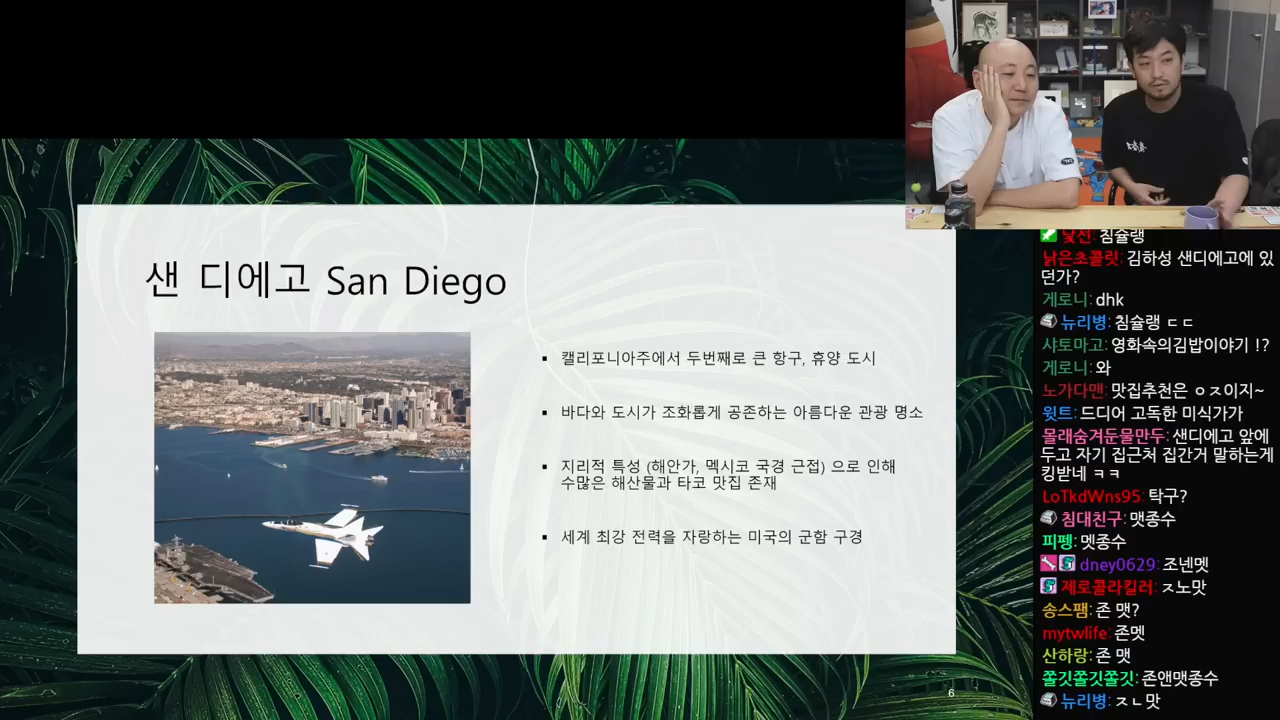 샌 디에고 San Diego
▪ 캘리포니아주에서 두번째로 큰 항구, 휴양 도시
▪ 바다와 도시가 조화롭게 공존하는 아름다운 관광 명소
▪ 지리적 특성 (해안가, 멕시코 국경 근접) 으로 인해
수많은 해산물과 타코 맛집 존재
▪ 세계 최강 전력을 자랑하는 미국의 군함 구경
6
낯선: 침슐랭
낡은초콜릿: 김하성 샌디에고에 있
던가?
게로니: dhk
뉴리병: 침슐랭 ㄷㄷ
샤토마고: 영화속의김밥이야기 !?
게로니: 와
노가다맨: 맛집추천은 ㅇㅈ이지~
윗트: 드디어 고독한 미식가가
몰래숨겨둔물만두: 샌디에고 앞에
두고 자기 집근처 집간거 말하는게
킹받네 ㅋㅋ
LoTkdWns95: 탁구?
침대친구: 맷종수
피펭: 멧종수
dney0629: 조넨멧
제로콜라킬러: ㅈ노맛
송스팸: 존 맷?
mytwlife: 존멧
산하랑: 존 맷
쫄깃쫄깃쫄깃: 존앤맷종수
뉴리병: ㅈㄴ맛